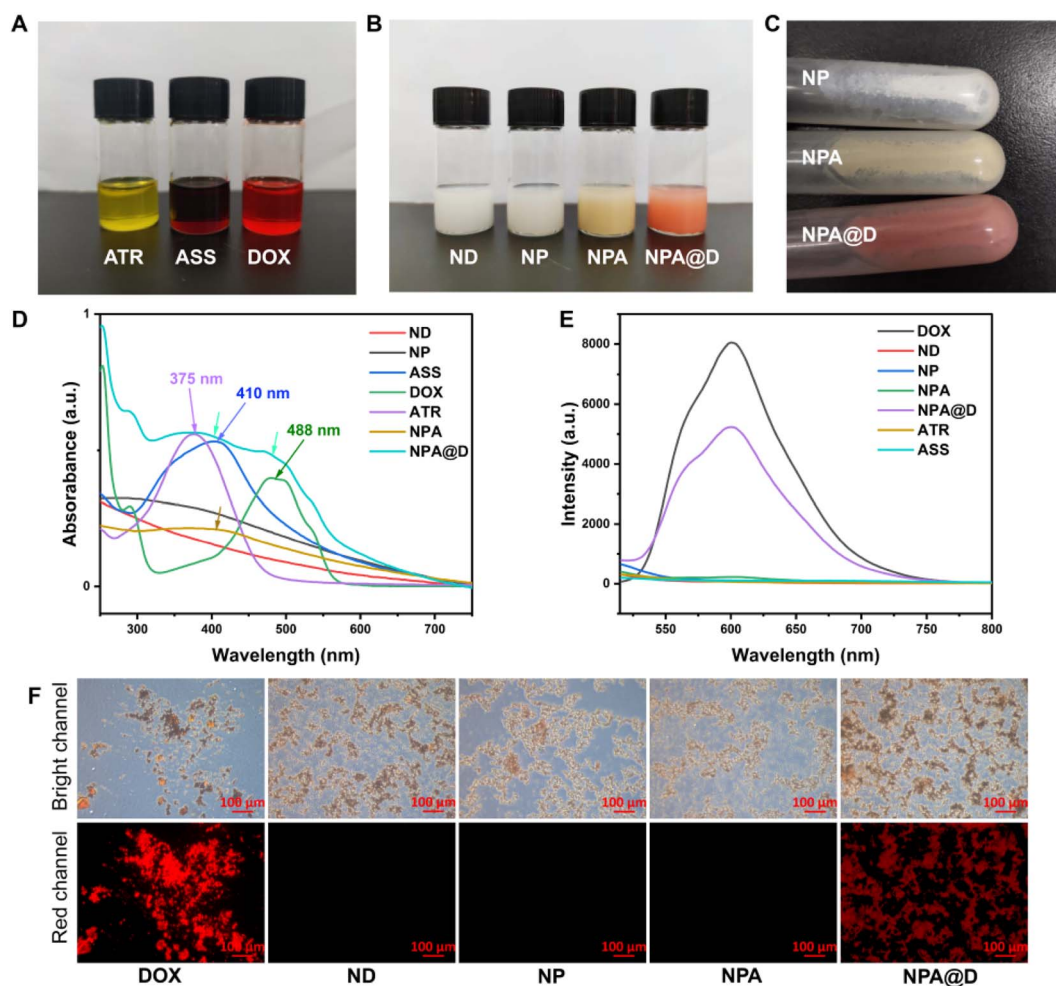 A
ATR
ASS
DOX
B
ND
NP
NPA
NPA@D
C
NP
NPA
NPA@D
D
1
0
Absorabance (a.u.)
300
400
500
600
700
Wavelength (nm)
375 nm
410 nm
488 nm
ND
NP
ASS
DOX
ATR
NPA
NPA@D
E
8000
6000
4000
2000
0
Intensity (a.u.)
550
600
650
700
750
800
Wavelength (nm)
DOX
ND
NP
NPA
NPA@D
ATR
ASS
F
Bright channel
100 μm
100 μm
100 μm
100 μm
100 μm
Red channel
100 μm
100 μm
100 μm
100 μm
100 μm
DOX
ND
NP
NPA
NPA@D